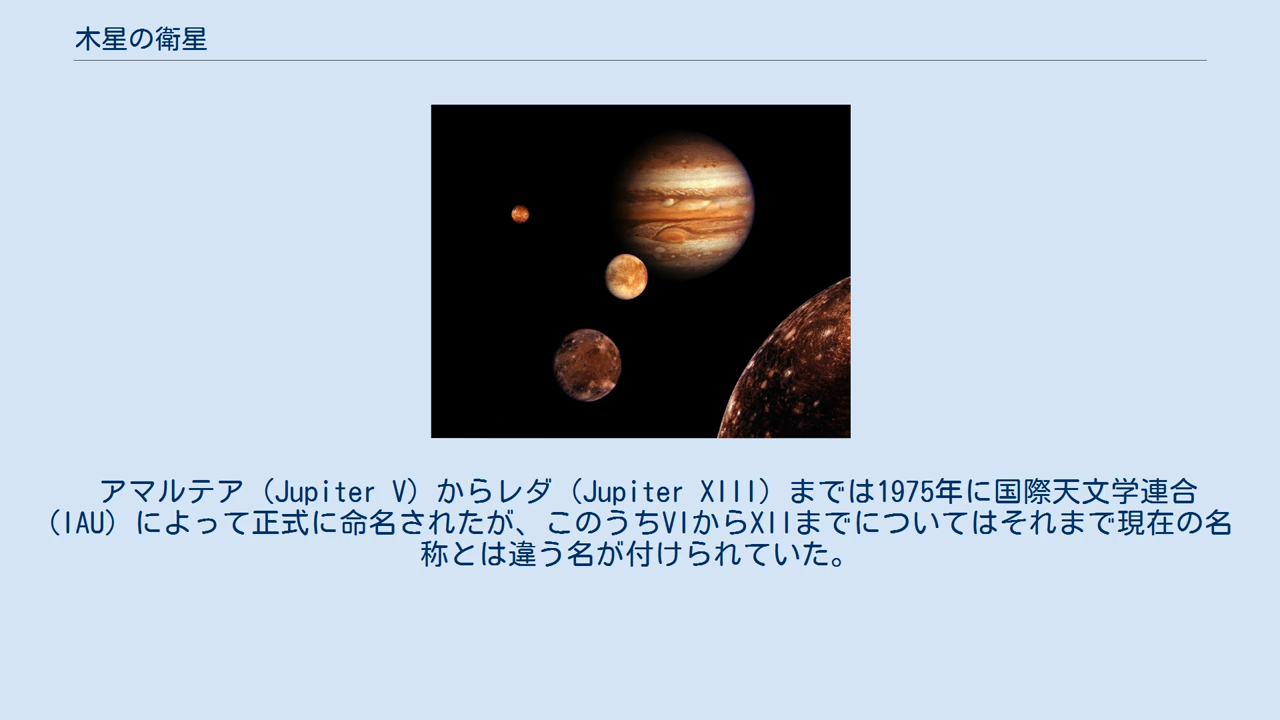 木星の衛星
アマルテア（Jupiter V）からレダ（Jupiter XIII）までは1975年に国際天文学連合
（IAU）によって正式に命名されたが、このうちVIからXIIまでについてはそれまで現在の名
称とは違う名が付けられていた。